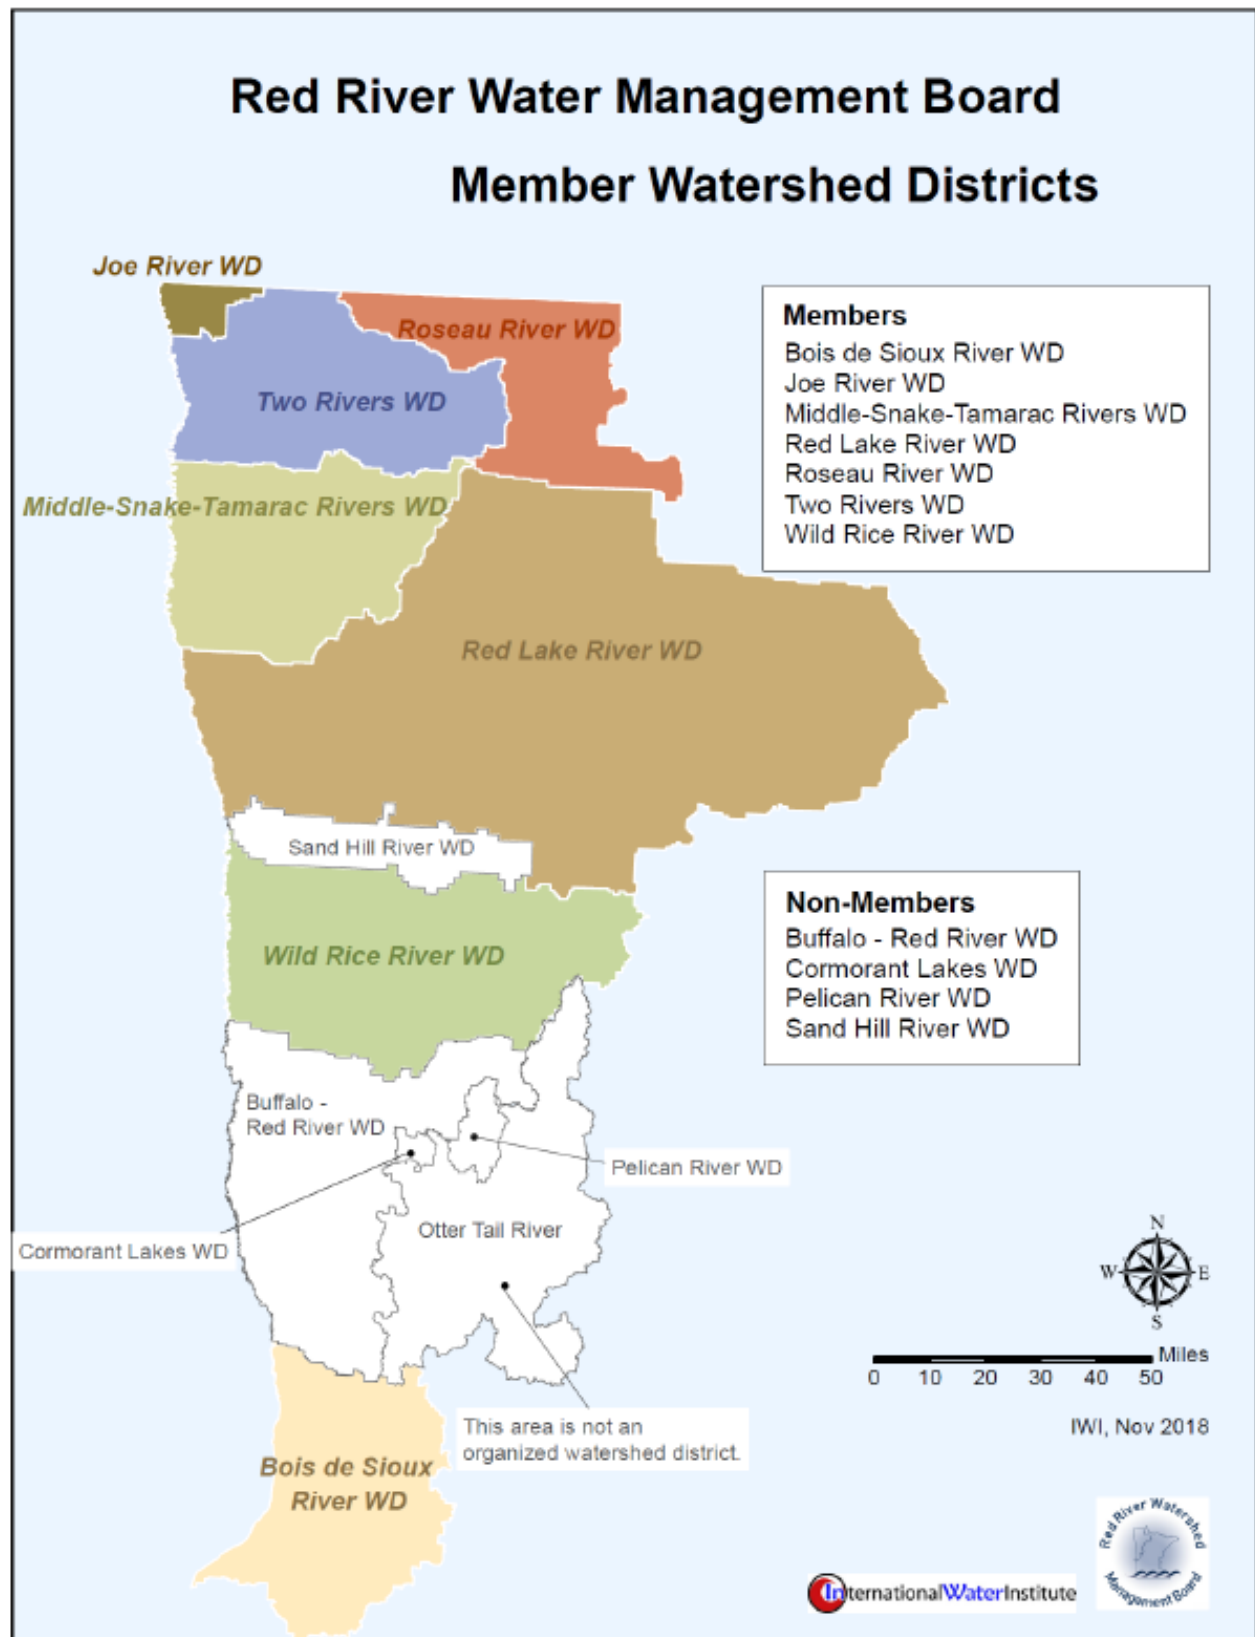 Red River Water Management Board
Member Watershed Districts
Joe River WD
Roseau River WD
Two Rivers WD
Middle-Snake-Tamarac Rivers WD
Red Lake River WD
Sand Hill River WD
Wild Rice River WD
Buffalo -
Red River WD
Pelican River WD
Otter Tail River
Cormorant Lakes WD
This area is not an
organized watershed district.
Bois de Sioux
River WD
Members
Bois de Sioux River WD
Joe River WD
Middle-Snake-Tamarac Rivers WD
Red Lake River WD
Roseau River WD
Two Rivers WD
Wild Rice River WD
Non-Members
Buffalo - Red River WD
Cormorant Lakes WD
Pelican River WD
Sand Hill River WD
N
W E
S
Miles
0 10 20 30 40 50
IWI, Nov 2018
Red River Watershed
Management Board
InternationalWaterInstitute